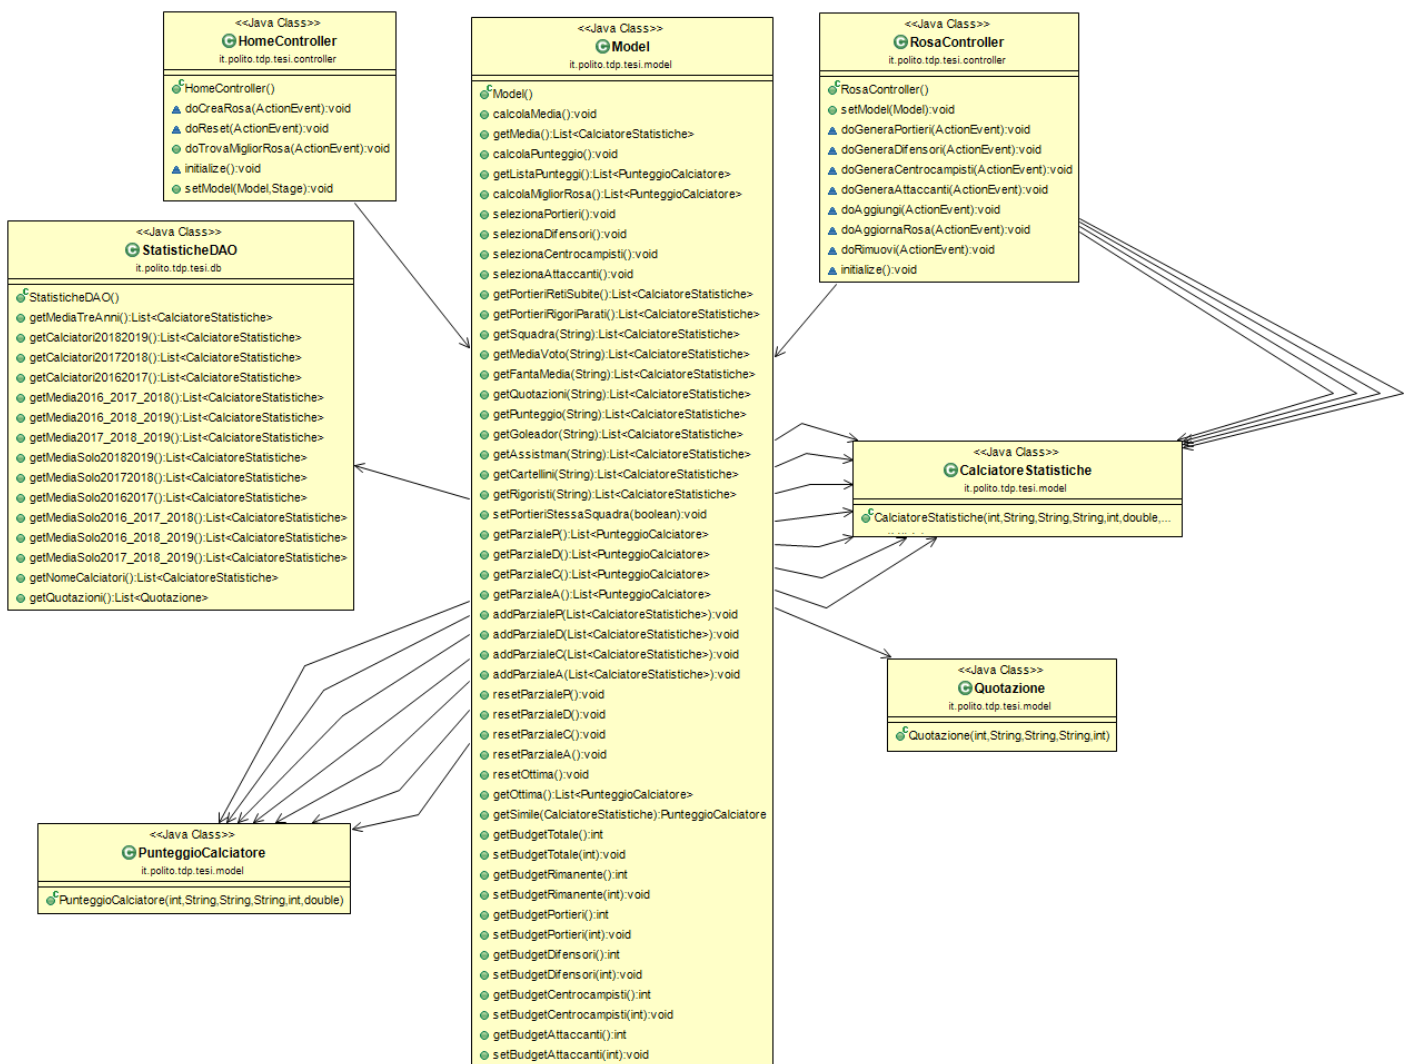 <<Java Class>>
HomeController
it.polito.tdp.tesi.controller
HomeController()
doCreaRosa(ActionEvent):void
doReset(ActionEvent):void
doTrovaMigliorRosa(ActionEvent):void
initialize():void
setModel(Model,Stage):void
<<Java Class>>
StatisticheDAO
it.polito.tdp.tesi.db
StatisticheDAO()
getMediaTreAnni():List<CalciatoreStatistiche>
getCalciatori20182019():List<CalciatoreStatistiche>
getCalciatori20172018():List<CalciatoreStatistiche>
getCalciatori20162017():List<CalciatoreStatistiche>
getMedia2016_2017_2018():List<CalciatoreStatistiche>
getMedia2016_2018_2019():List<CalciatoreStatistiche>
getMedia2017_2018_2019():List<CalciatoreStatistiche>
getMediaSolo20182019():List<CalciatoreStatistiche>
getMediaSolo20172018():List<CalciatoreStatistiche>
getMediaSolo20162017():List<CalciatoreStatistiche>
getMediaSolo2016_2017_2018():List<CalciatoreStatistiche>
getMediaSolo2016_2018_2019():List<CalciatoreStatistiche>
getMediaSolo2017_2018_2019():List<CalciatoreStatistiche>
getNomeCalciatori():List<CalciatoreStatistiche>
getQuotazioni():List<Quotazione>
<<Java Class>>
PunteggioCalciatore
it.polito.tdp.tesi.model
PunteggioCalciatore(int,String,String,String,int,double)
<<Java Class>>
Model
it.polito.tdp.tesi.model
Model()
calcolaMedia():void
getMedia():List<CalciatoreStatistiche>
calcolaPunteggio():void
getListaPunteggi():List<PunteggioCalciatore>
calcolaMigliorRosa():List<PunteggioCalciatore>
selezionaPortieri():void
selezionaDifensori():void
selezionaCentrocampisti():void
selezionaAttaccanti():void
getPortieriRetiSubite():List<CalciatoreStatistiche>
getPortieriRigoriParati():List<CalciatoreStatistiche>
getSquadra(String):List<CalciatoreStatistiche>
getMediaVoto(String):List<CalciatoreStatistiche>
getFantaMedia(String):List<CalciatoreStatistiche>
getQuotazioni(String):List<CalciatoreStatistiche>
getPunteggio(String):List<CalciatoreStatistiche>
getGoleador(String):List<CalciatoreStatistiche>
getAssistman(String):List<CalciatoreStatistiche>
getCartellini(String):List<CalciatoreStatistiche>
getRigoristi(String):List<CalciatoreStatistiche>
setPortieriStessaSquadra(boolean):void
getParzialeP():List<PunteggioCalciatore>
getParzialeD():List<PunteggioCalciatore>
getParzialeC():List<PunteggioCalciatore>
getParzialeA():List<PunteggioCalciatore>
addParzialeP(List<CalciatoreStatistiche>):void
addParzialeD(List<CalciatoreStatistiche>):void
addParzialeC(List<CalciatoreStatistiche>):void
addParzialeA(List<CalciatoreStatistiche>):void
resetParzialeP():void
resetParzialeD():void
resetParzialeC():void
resetParzialeA():void
resetOttima():void
getOttima():List<PunteggioCalciatore>
getSimile(CalciatoreStatistiche):PunteggioCalciatore
getBudgetTotale():int
setBudgetTotale(int):void
getBudgetRimanente():int
setBudgetRimanente(int):void
getBudgetPortieri():int
setBudgetPortieri(int):void
getBudgetDifensori():int
setBudgetDifensori(int):void
getBudgetCentrocampisti():int
setBudgetCentrocampisti(int):void
getBudgetAttaccanti():int
setBudgetAttaccanti(int):void
<<Java Class>>
RosaController
it.polito.tdp.tesi.controller
RosaController()
setModel(Model):void
doGeneraPortieri(ActionEvent):void
doGeneraDifensori(ActionEvent):void
doGeneraCentrocampisti(ActionEvent):void
doGeneraAttaccanti(ActionEvent):void
doAggiungi(ActionEvent):void
doAggiornaRosa(ActionEvent):void
doRimuovi(ActionEvent):void
initialize():void
<<Java Class>>
CalciatoreStatistiche
it.polito.tdp.tesi.model
CalciatoreStatistiche(int,String,String,String,int,double,...
<<Java Class>>
Quotazione
it.polito.tdp.tesi.model
Quotazione(int,String,String,String,int)